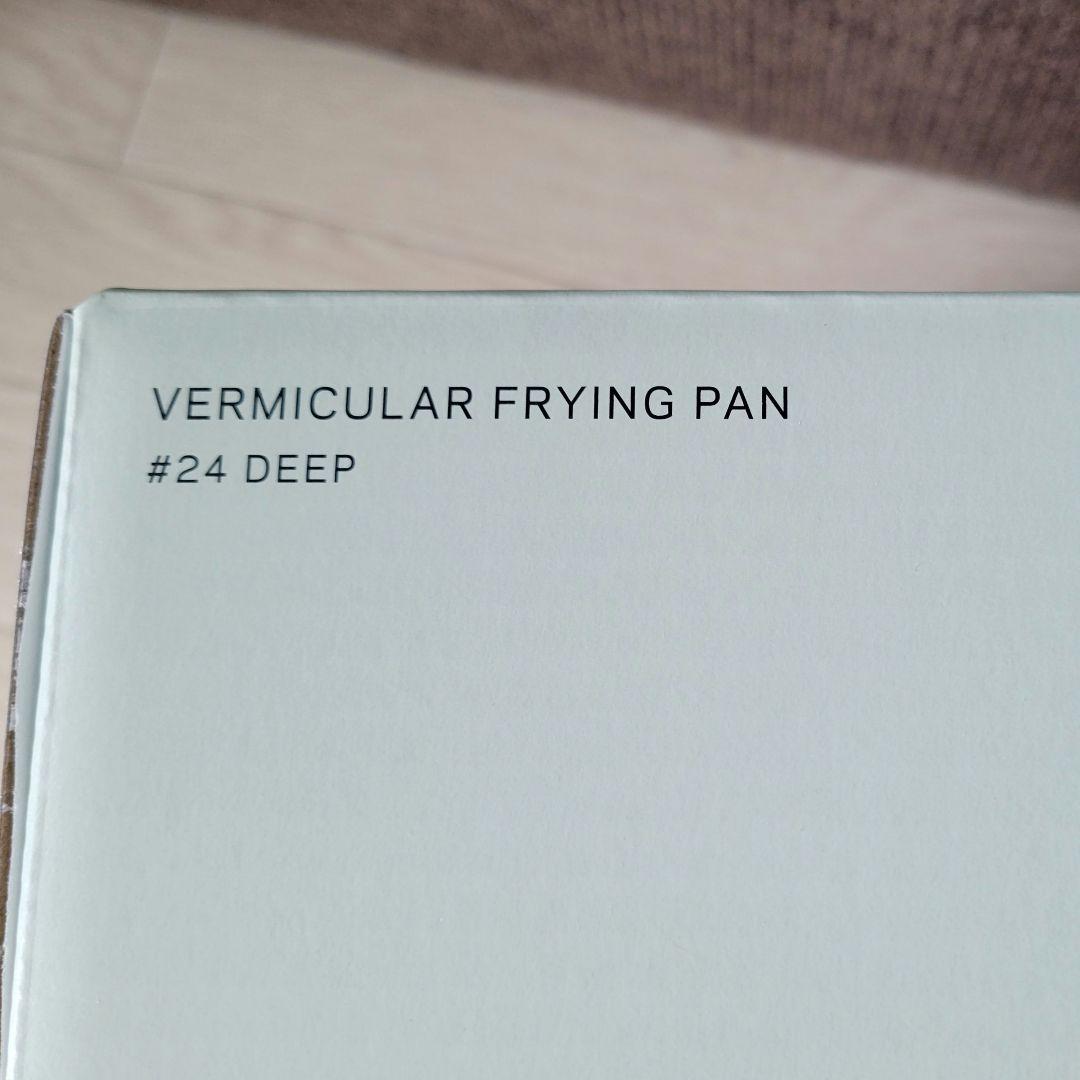 VERMICULAR FRYING PAN
#24 DEEP